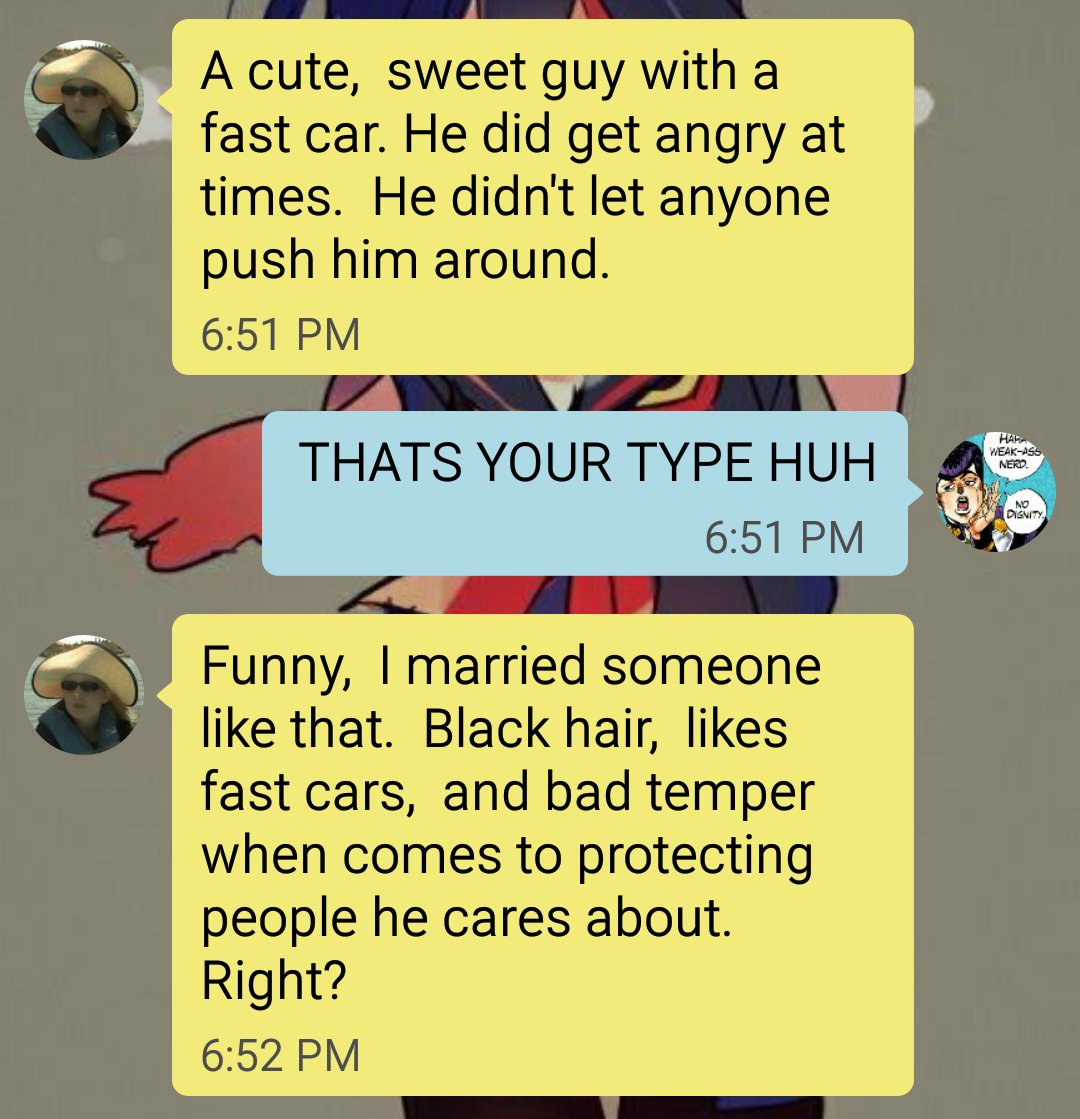 A cute,  sweet guy with a
fast car. He did get angry at
times.  He didn't let anyone
push him around.
6:51 PM
THATS YOUR TYPE HUH
6:51 PM
HAHA
WEAK-ASS
NERD.
NO
DIGNITY.
Funny,  I married someone
like that.  Black hair,  likes
fast cars,  and bad temper
when comes to protecting
people he cares about.
Right?
6:52 PM